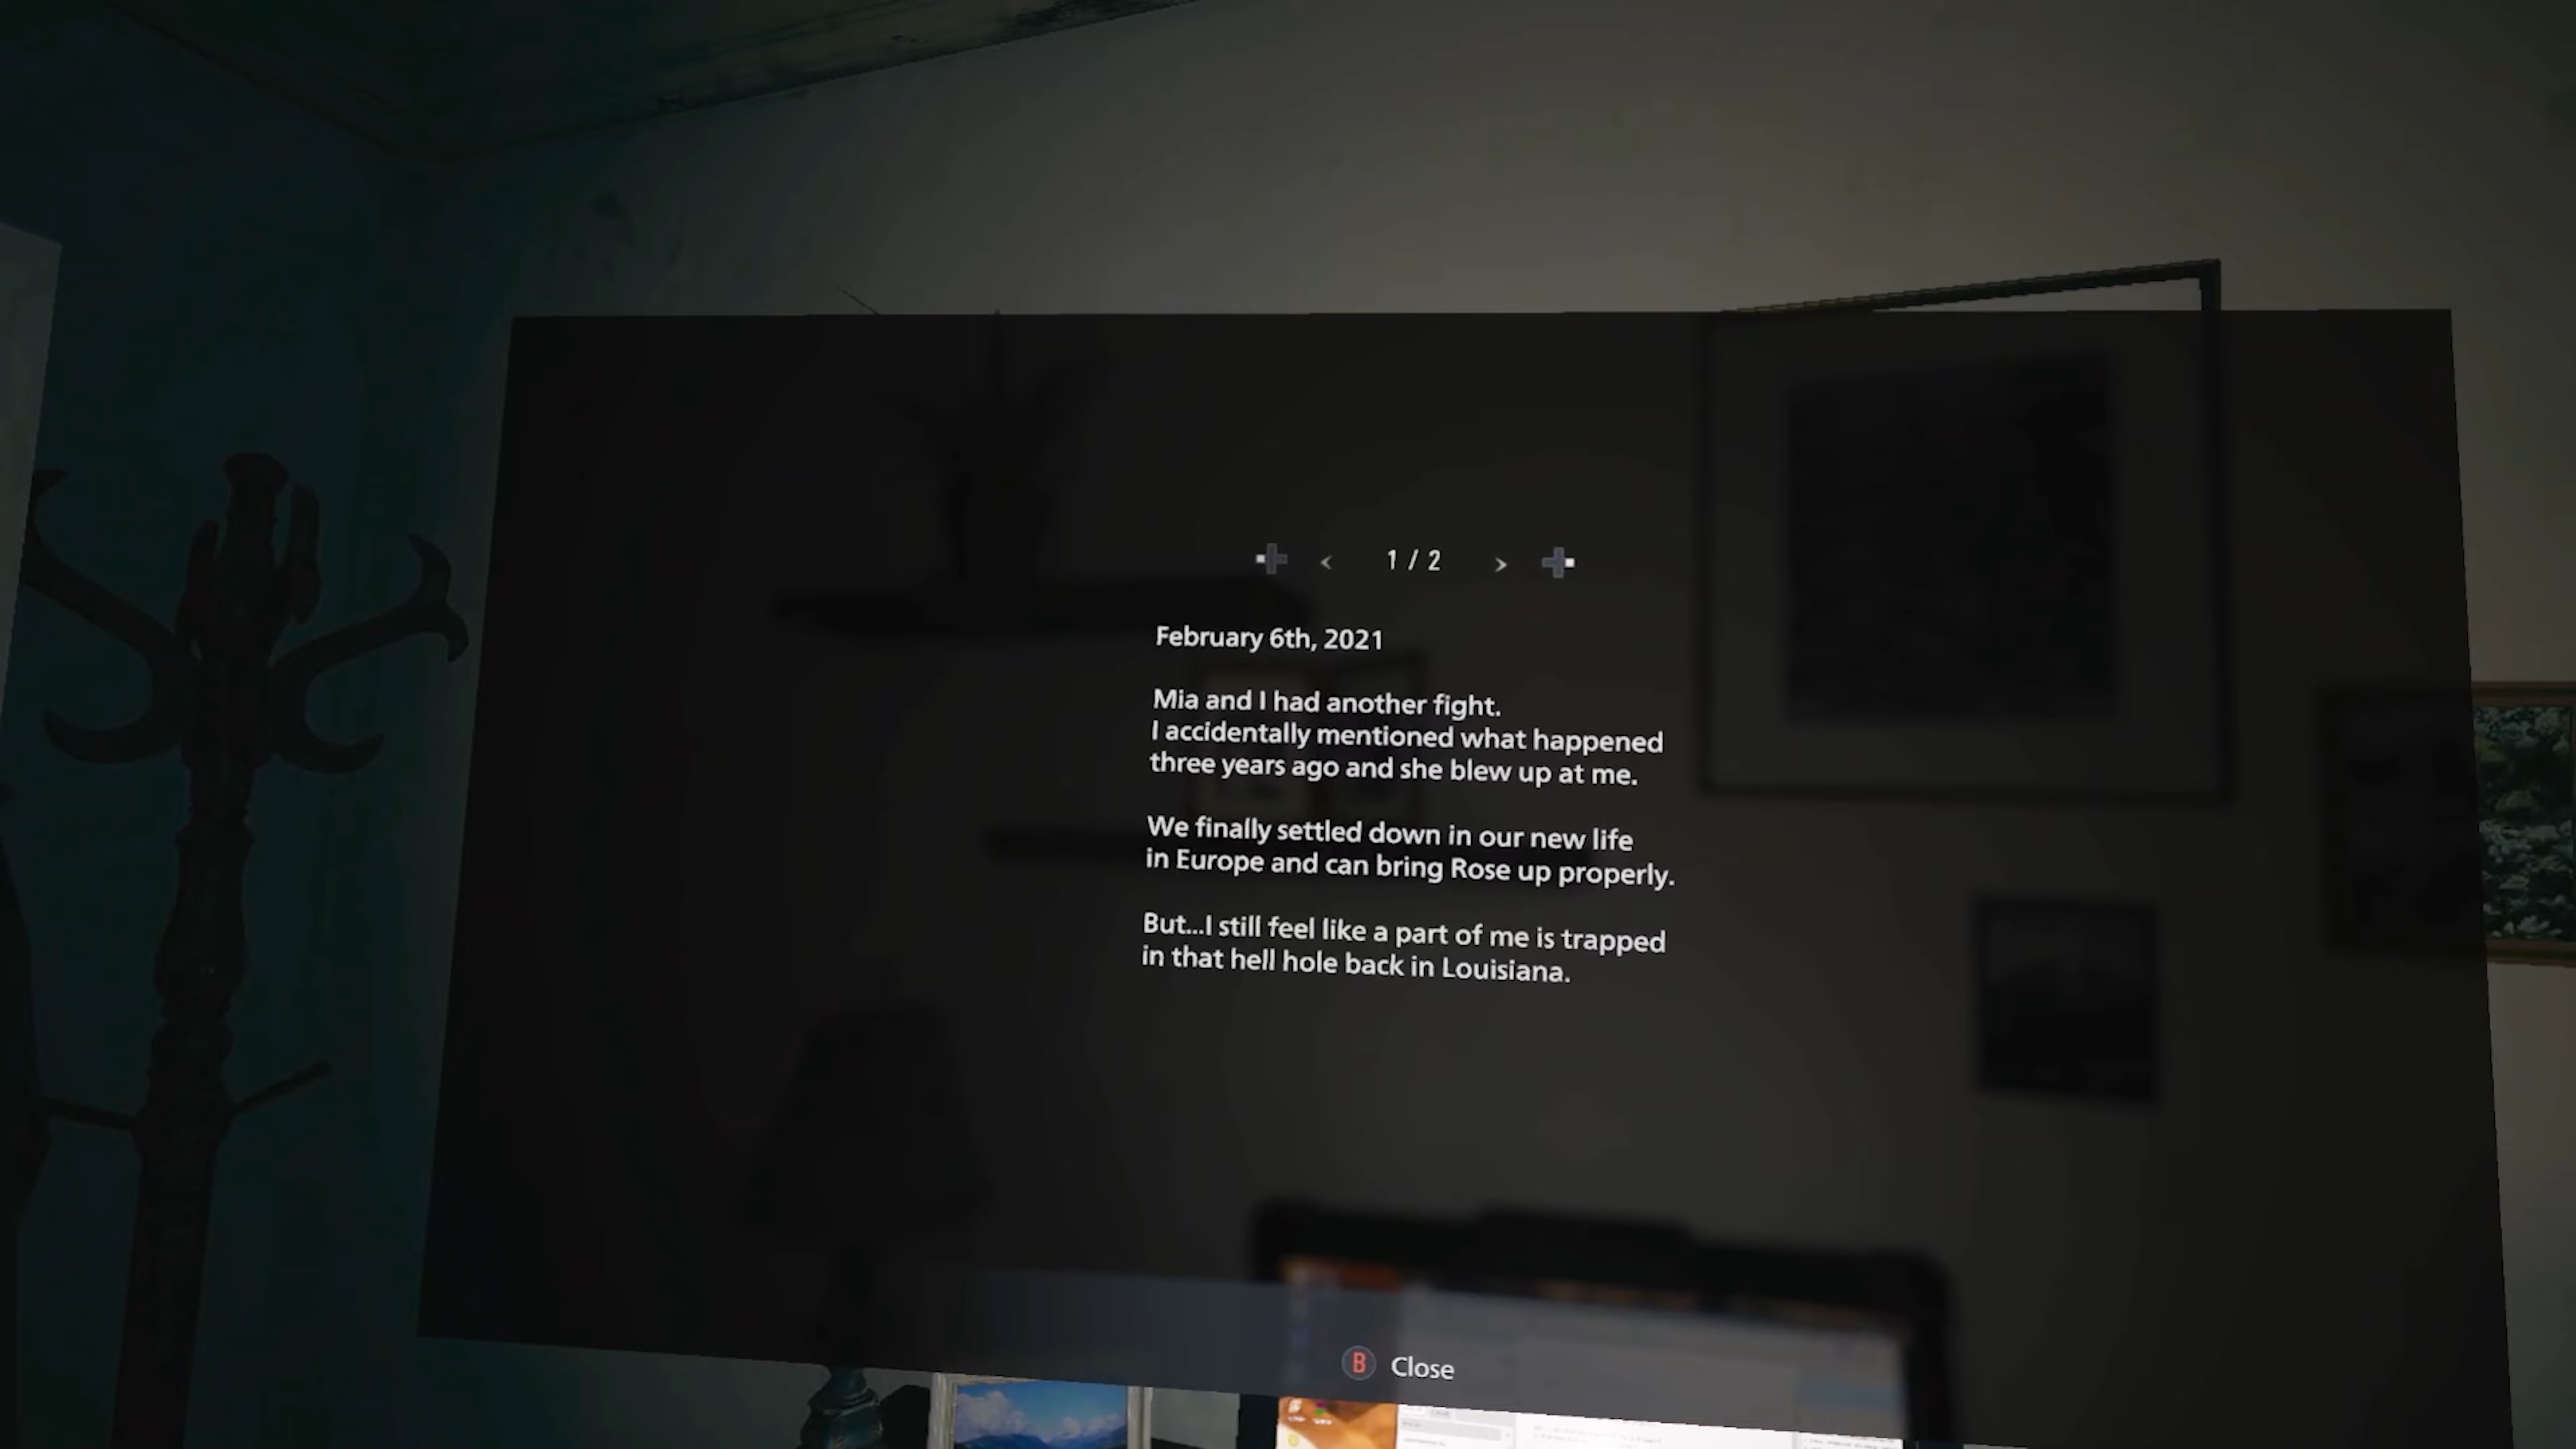 < 1 / 2 >
February 6th, 2021
Mia and I had another fight.
I accidentally mentioned what happened
three years ago and she blew up at me.
We finally settled down in our new life
in Europe and can bring Rose up properly.
But...I still feel like a part of me is trapped
in that hell hole back in Louisiana.
B Close